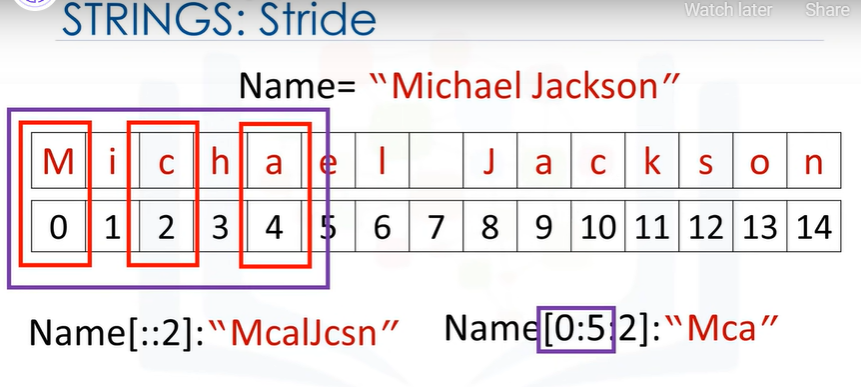 STRINGS: Stride
Watch later Share
Name= “Michael Jackson”
M i c h a e l J a c k s o n
0 1 2 3 4 5 6 7 8 9 10 11 12 13 14
Name[::2]:“McalJcsn” Name[0:5:2]:“Mca”